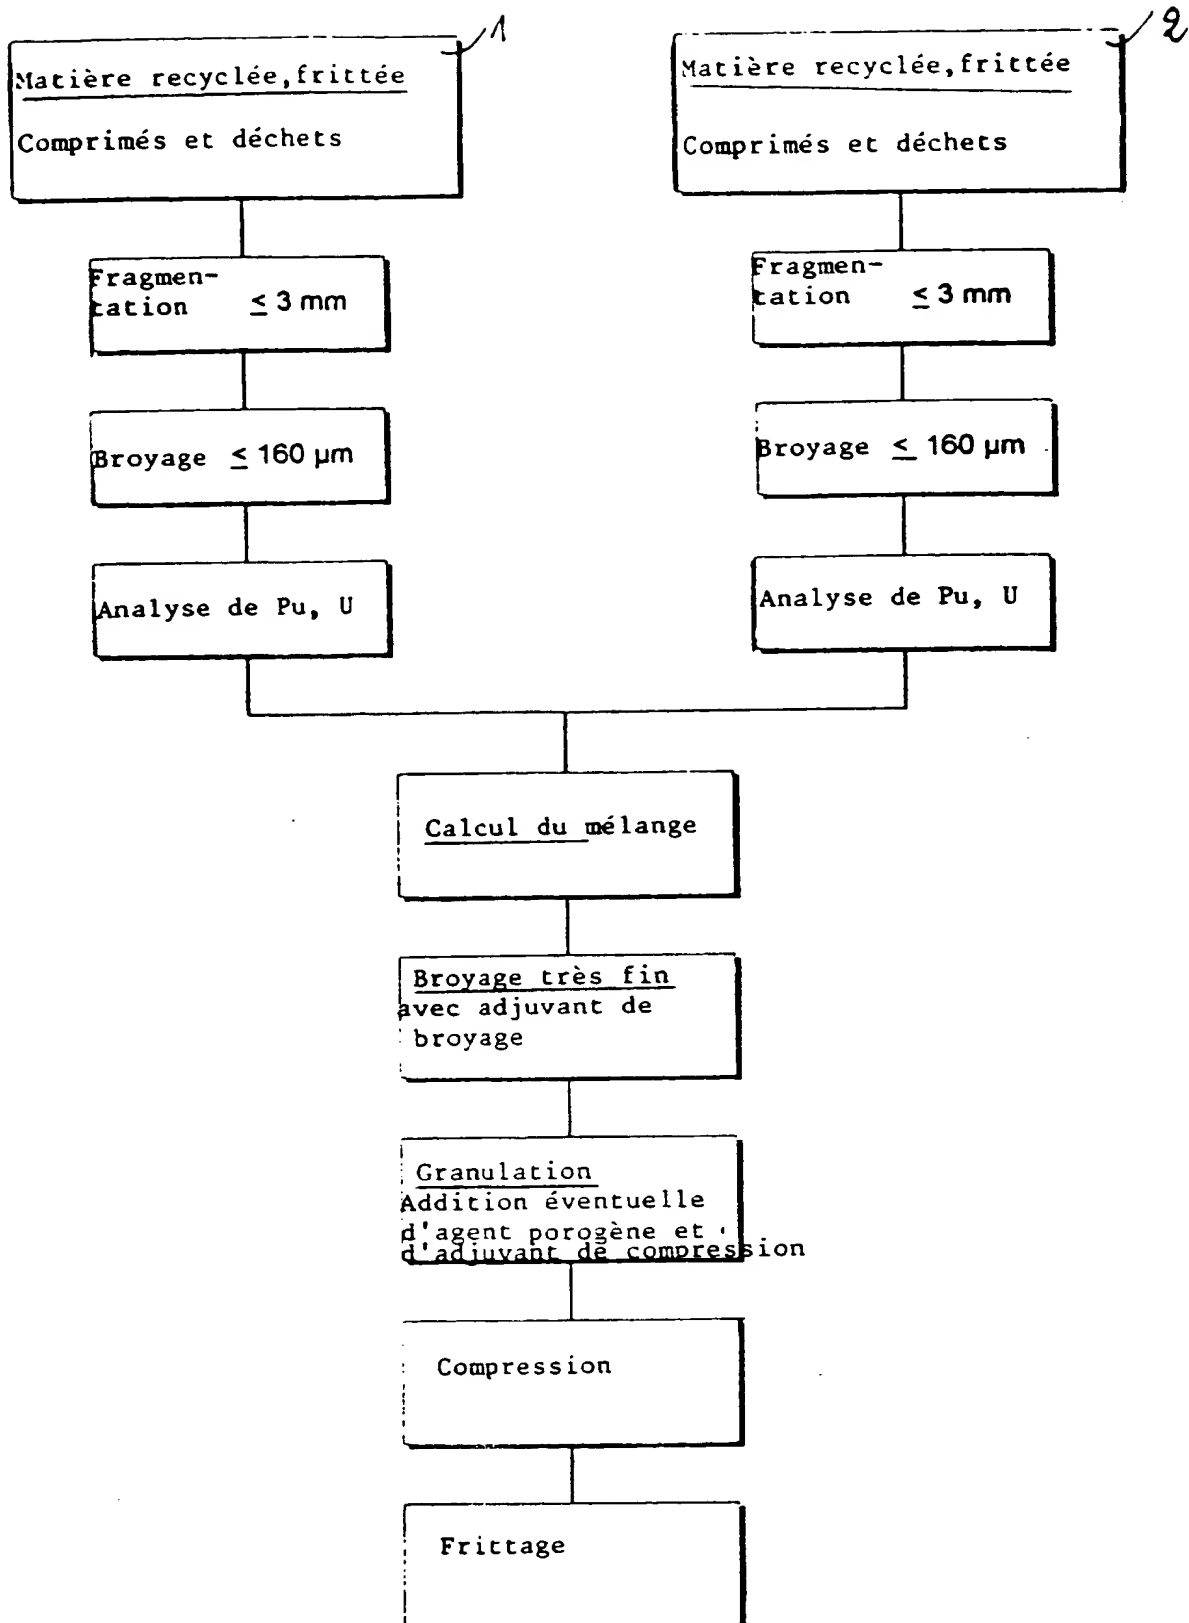 1
Matière recyclée,frittée
Comprimés et déchets
Fragmen-
tation ≤ 3 mm
Broyage ≤ 160 µm
Analyse de Pu, U
2
Matière recyclée,frittée
Comprimés et déchets
Fragmen-
tation ≤ 3 mm
Broyage ≤ 160 µm
Analyse de Pu, U
Calcul du mélange
Broyage très fin
avec adjuvant de
broyage
Granulation
Addition éventuelle
d'agent porogène et
d'adjuvant de compression
Compression
Frittage